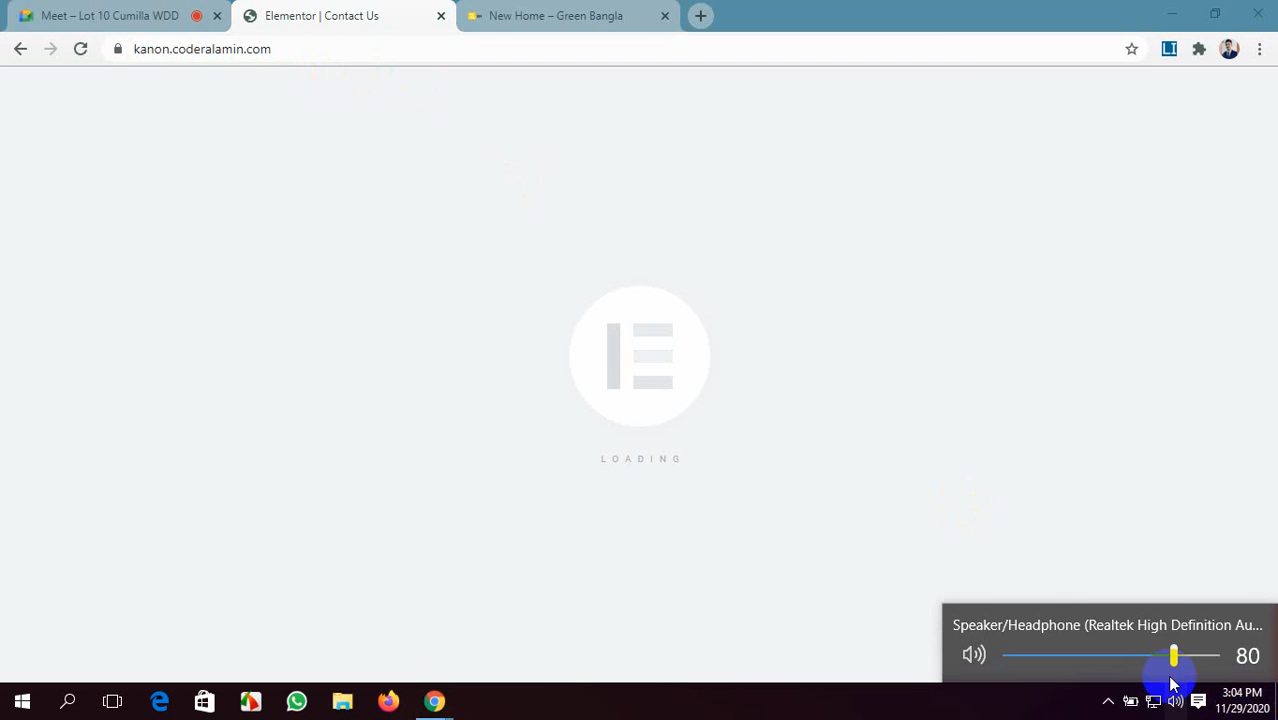 Meet – Lot 10 Cumilla WDD
Elementor | Contact Us
New Home – Green Bangla
kanon.coderalamin.com
LI
LOADING
Speaker/Headphone (Realtek High Definition Au...
80
3:04 PM
11/29/2020